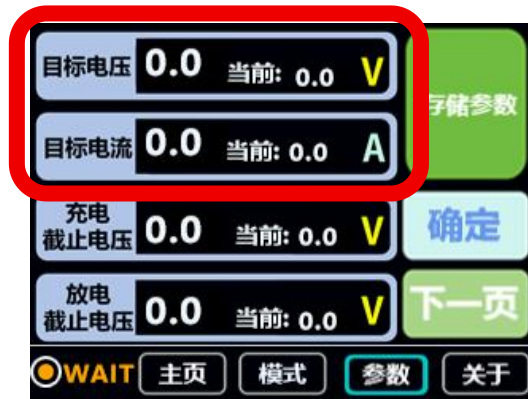 目标电压 0.0 当前: 0.0 V
存储参数
目标电流 0.0 当前: 0.0 A
充电
截止电压 0.0 当前: 0.0 V
确定
放电
截止电压 0.0 当前: 0.0 V
下一页
WAIT 主页 模式 参数 关于